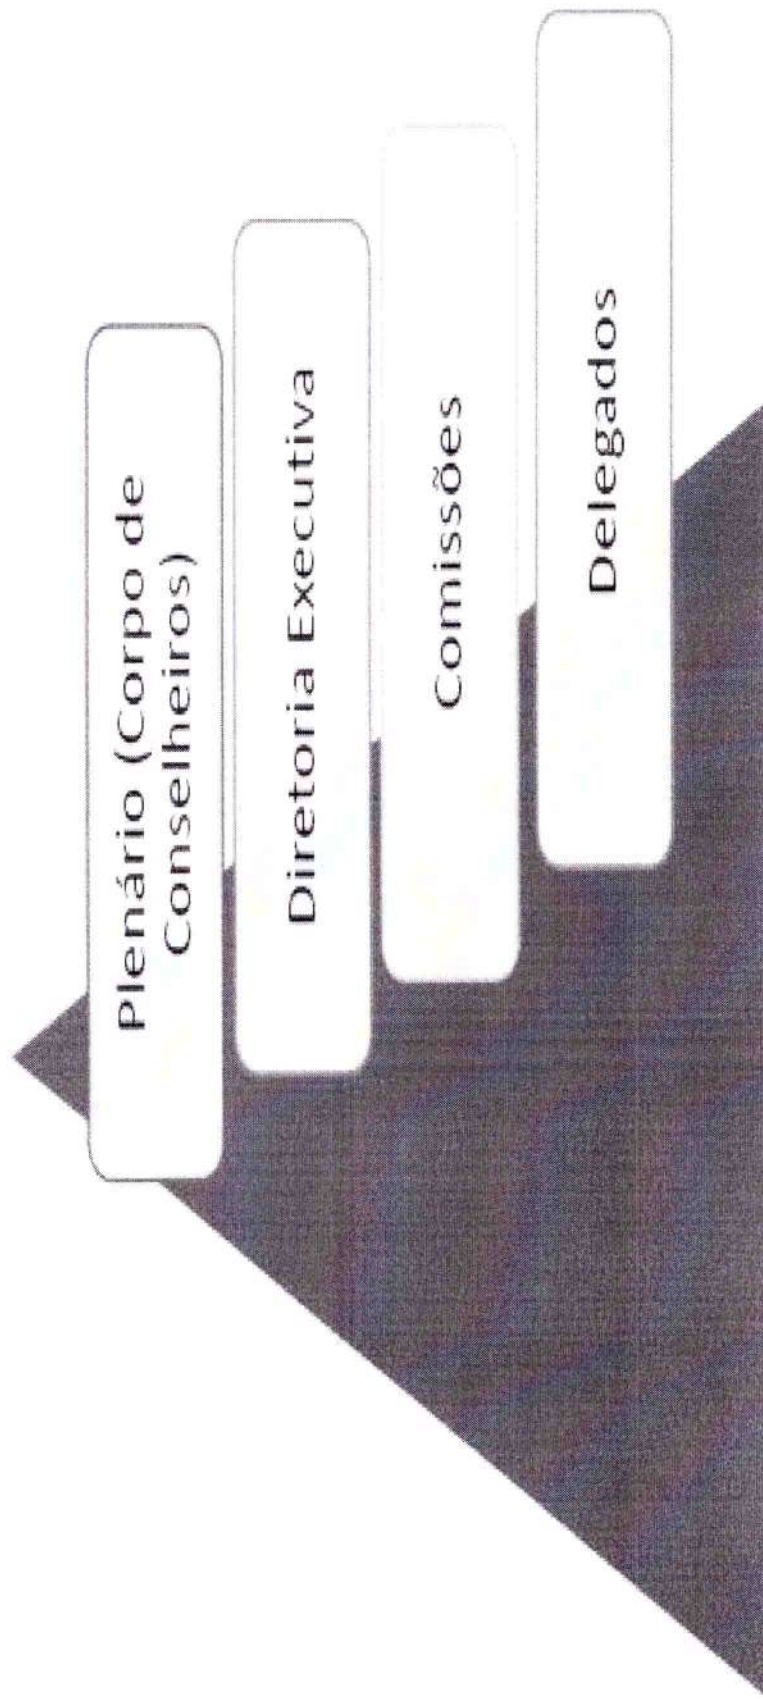 Plenário (Corpo de
Conselheiros)
Diretoria Executiva
Comissões
Delegados